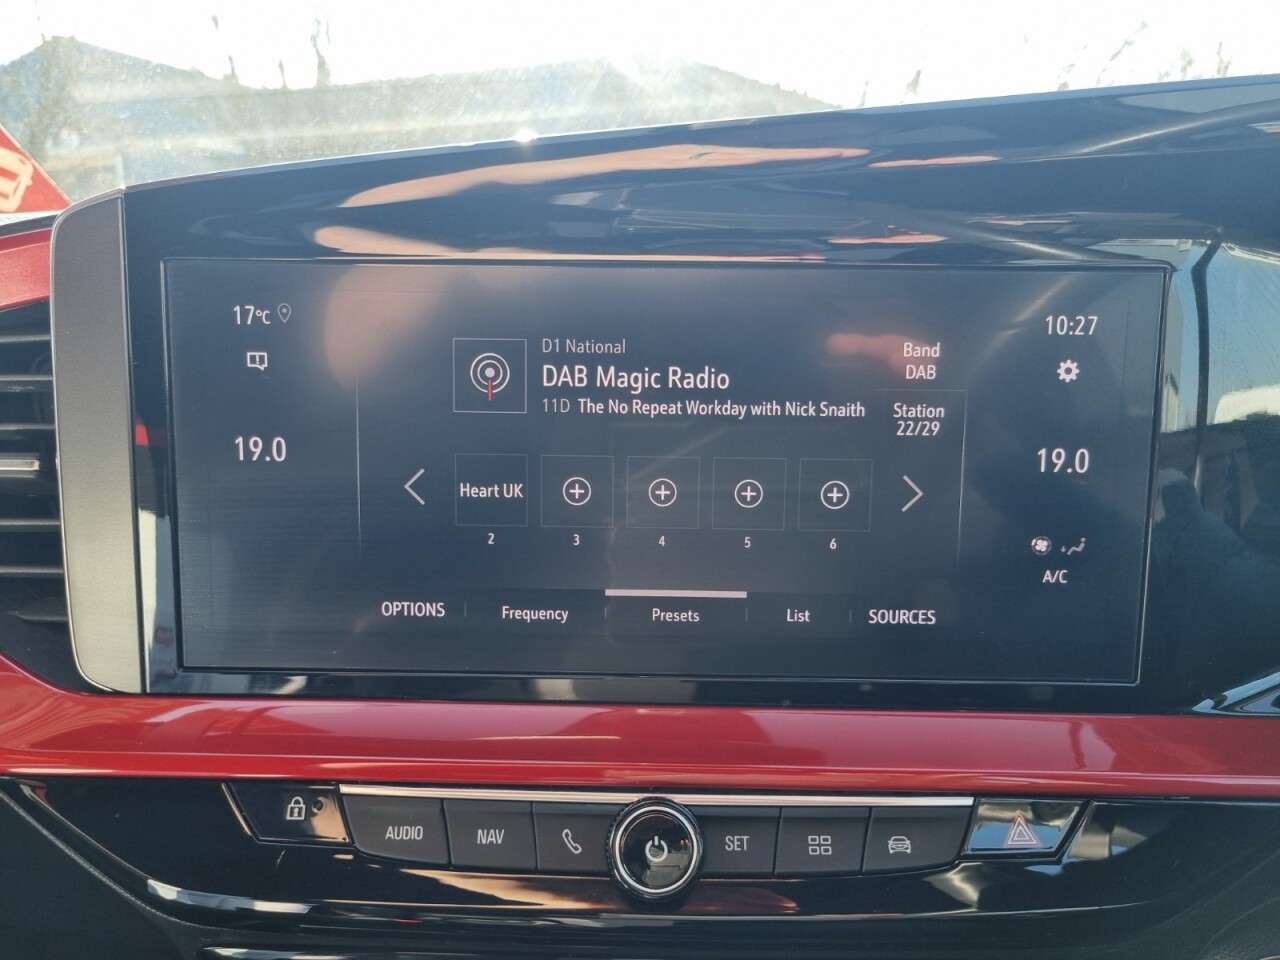 17°C
10:27
D1 National
DAB Magic Radio
11D The No Repeat Workday with Nick Snaith
Band
DAB
Station
22/29
19.0
19.0
Heart UK
2
3
4
5
6
A/C
OPTIONS
Frequency
Presets
List
SOURCES
AUDIO
NAV
SET